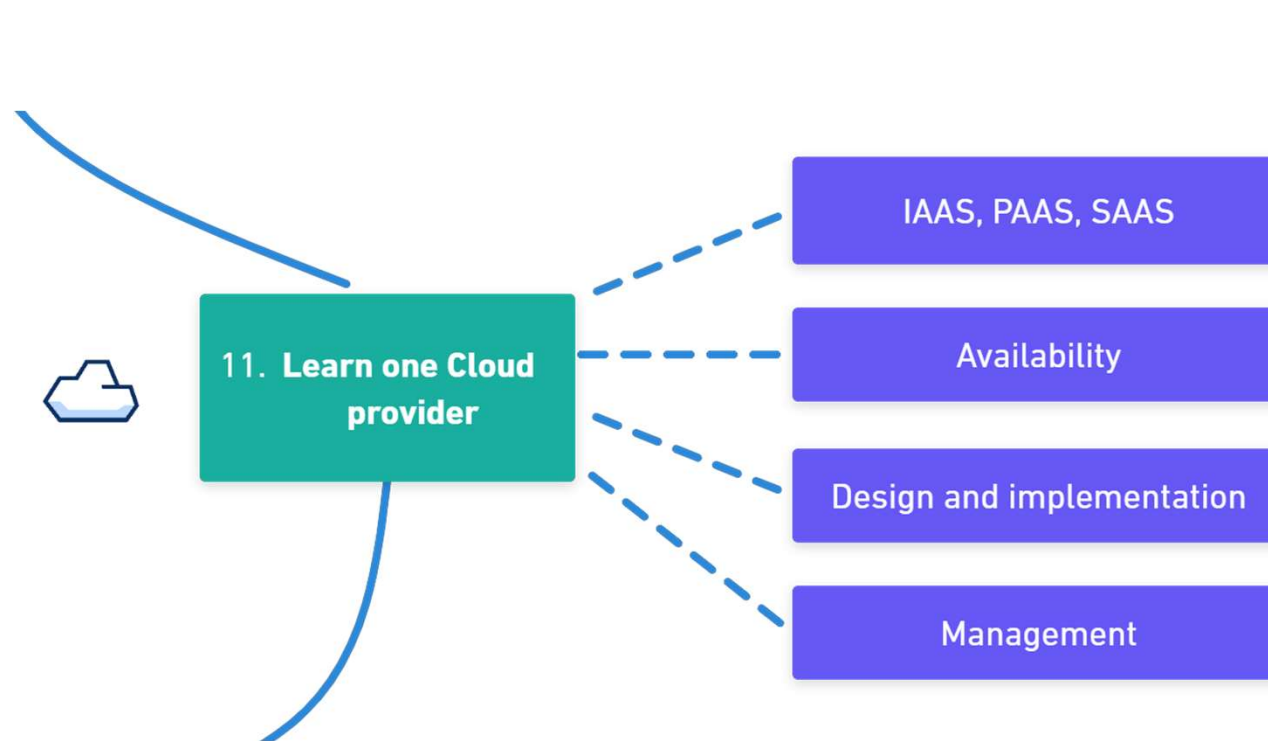 IAAS, PAAS, SAAS
11. Learn one Cloud
provider
Availability
Design and implementation
Management